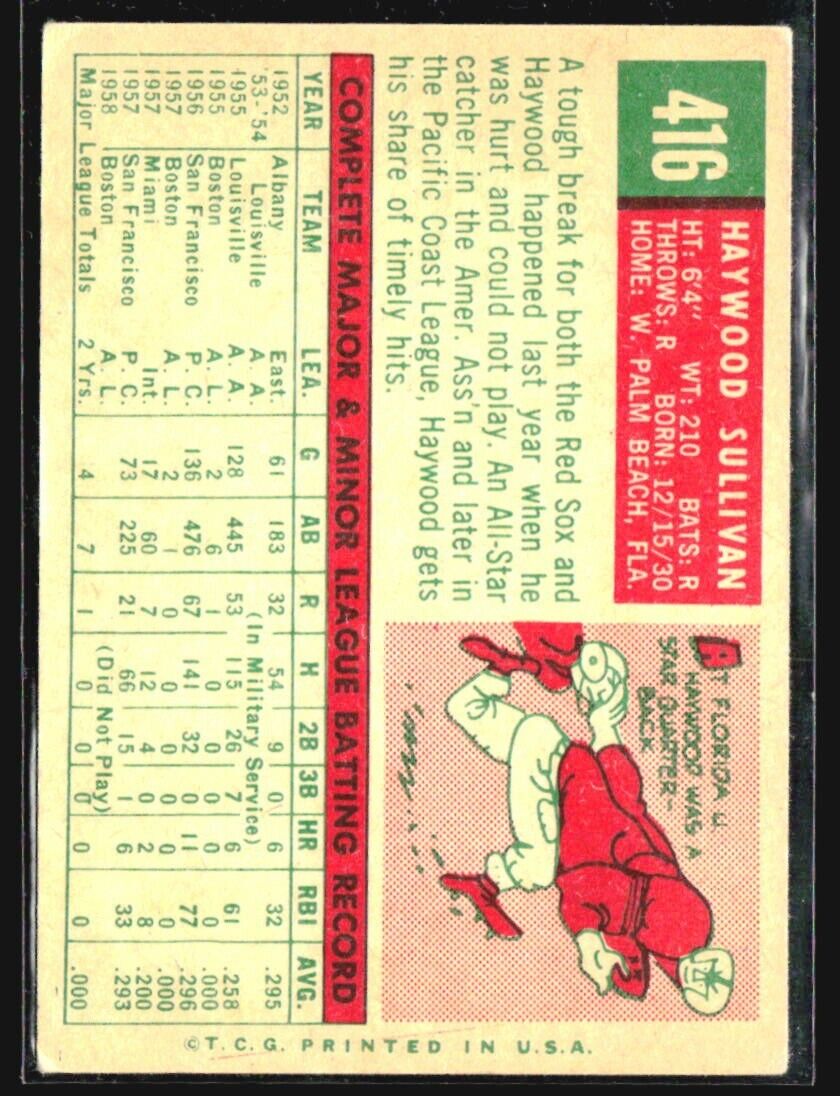 416
HAYWOOD SULLIVAN
HT: 6'4" WT: 210 BATS: R
THROWS: R BORN: 12/15/30
HOME: W. PALM BEACH, FLA.
A tough break for both the Red Sox and
Haywood happened last year when he
was hurt and could not play. An All-Star
catcher in the Amer. Ass'n and later in
the Pacific Coast League, Haywood gets
his share of timely hits.
AT FLORIDA U
HAYWOOD WAS A
STAR QUARTER-
BACK
COMPLETE MAJOR & MINOR LEAGUE BATTING RECORD
YEAR TEAM LEA. G AB R H 2B 3B HR RBI AVG.
1952 Albany East. 61 183 32 54 9 0 6 32 .295
'53-'54 Louisville A. A. (In Military Service)
1955 Louisville A. A. 128 445 53 115 26 7 6 61 .258
1955 Boston A. L. 2 6 1 0 0 0 0 0 .000
1956 San Francisco P. C. 136 476 67 141 32 0 11 77 .296
1957 Boston A. L. 2 1 0 0 0 0 0 0 .000
1957 Miami Int. 17 60 7 12 4 0 2 8 .200
1957 San Francisco P. C. 73 225 21 66 15 1 6 33 .293
1958 Boston A. L. (Did Not Play)
Major League Totals 2 Yrs. 4 7 1 0 0 0 0 0 .000
©T.C.G. PRINTED IN U.S.A.